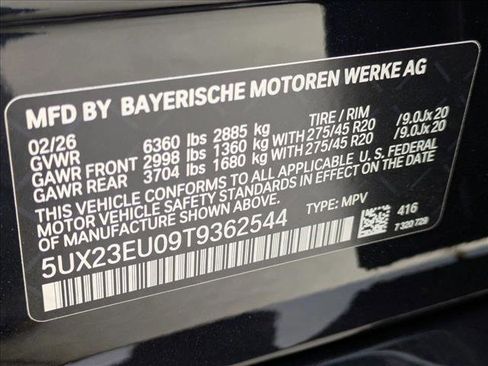 MFD BY BAYERISCHE MOTOREN WERKE AG
02/26 TIRE / RIM
GVWR 6360 lbs 2885 kg
GAWR FRONT 2998 lbs 1360 kg WITH 275/45 R20 / 9.0Jx20
GAWR REAR 3704 lbs 1680 kg WITH 275/45 R20 / 9.0Jx20
THIS VEHICLE CONFORMS TO ALL APPLICABLE U. S. FEDERAL
MOTOR VEHICLE SAFETY STANDARDS IN EFFECT ON THE DATE
OF MANUFACTURE SHOWN ABOVE.
5UX23EU09T9362544 TYPE: MPV 416
7 320 728